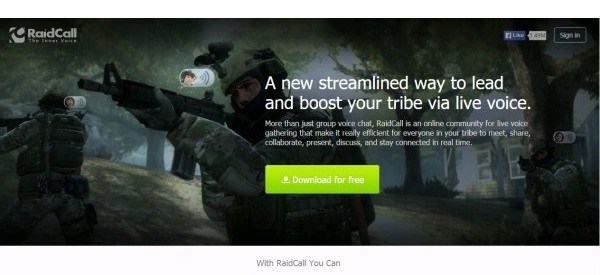 RaidCall
The Inner Voice
Like
Sign in
A new streamlined way to lead
and boost your tribe via live voice.
More than just group voice chat, RaidCall is an online community for live voice
gathering that make it really efficient for everyone in your tribe to meet, share,
collaborate, present, discuss, and stay connected in real time.
Download for free
With RaidCall You Can